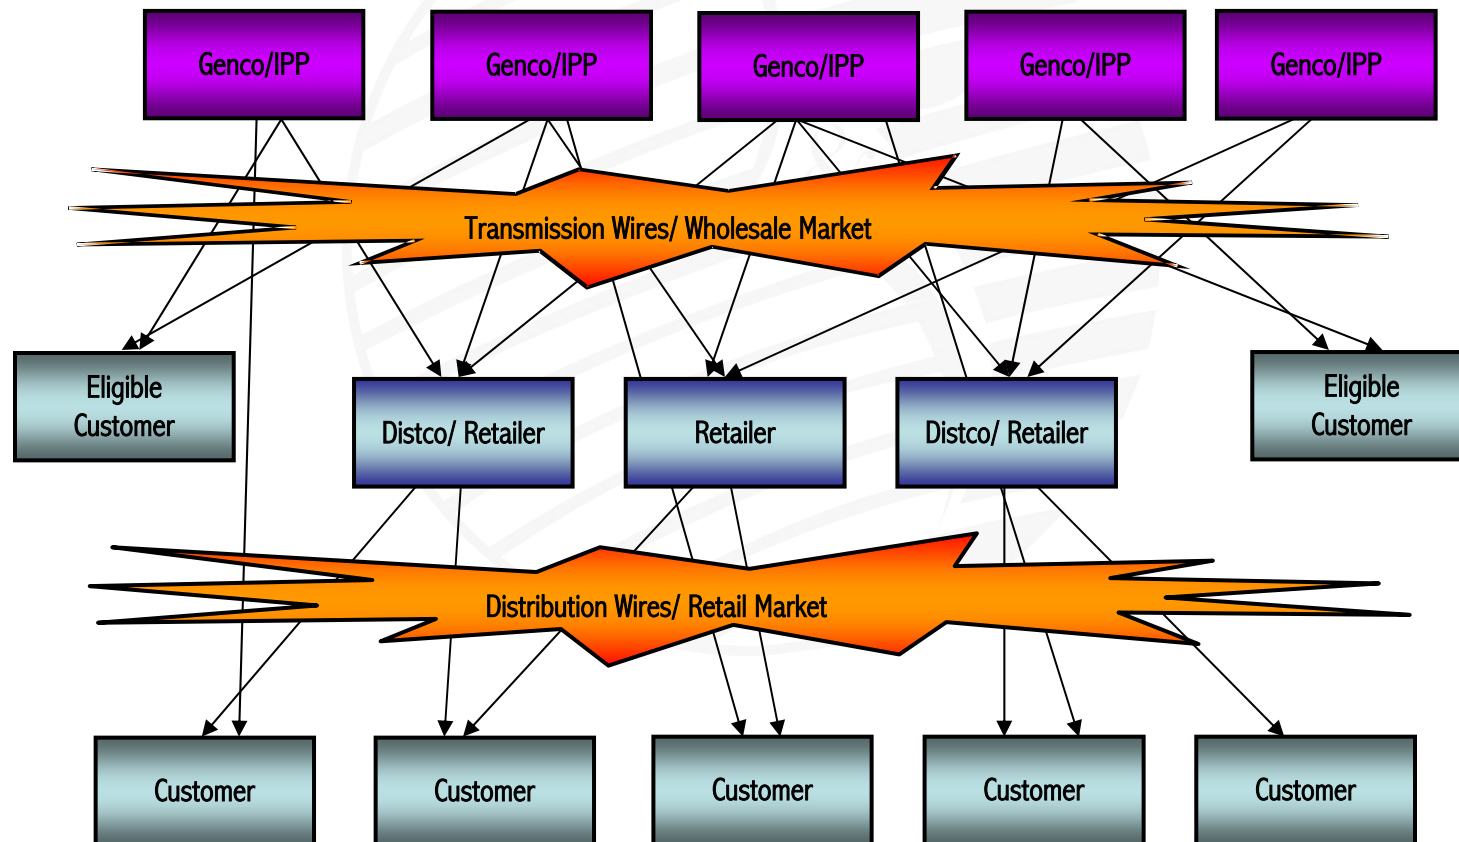 Genco/IPP
Genco/IPP
Genco/IPP
Genco/IPP
Genco/IPP
Transmission Wires/ Wholesale Market
Eligible
Customer
Distco/ Retailer
Retailer
Distco/ Retailer
Eligible
Customer
Distribution Wires/ Retail Market
Customer
Customer
Customer
Customer
Customer